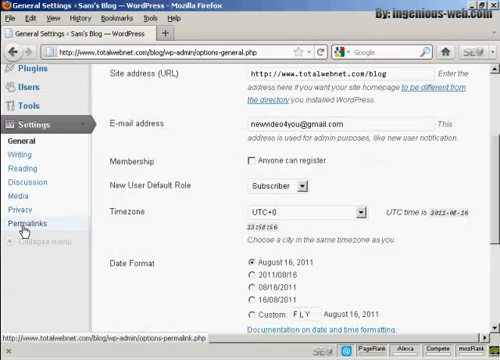 General Settings ‹ Sam's Blog — WordPress - Mozilla Firefox
By: ingenious-web.com
Edit View History Bookmarks Tools Help
General Settings ‹ Sam's Blog — WordPress
http://www.totalwebnet.com/blog/wp-admin/options-general.php
Google
Plugins
Users
Tools
Settings
General
Writing
Reading
Discussion
Media
Privacy
Permalinks
Collapse menu
Site address (URL)
http://www.totalwebnet.com/blog
Enter the
address here if you want your site homepage to be different from
the directory you installed WordPress.
E-mail address
newvideo4you@gmail.com
This
address is used for admin purposes, like new user notification.
Membership
Anyone can register
New User Default Role
Subscriber
Timezone
UTC+0
UTC time is 2011-08-16
13:50:56
Choose a city in the same timezone as you.
Date Format
August 16, 2011
2011/08/16
08/16/2011
16/08/2011
Custom: F j, Y August 16, 2011
Documentation on date and time formatting.
http://www.totalwebnet.com/blog/wp-admin/options-permalink.php
PageRank
Alexa
Compete
mozRank